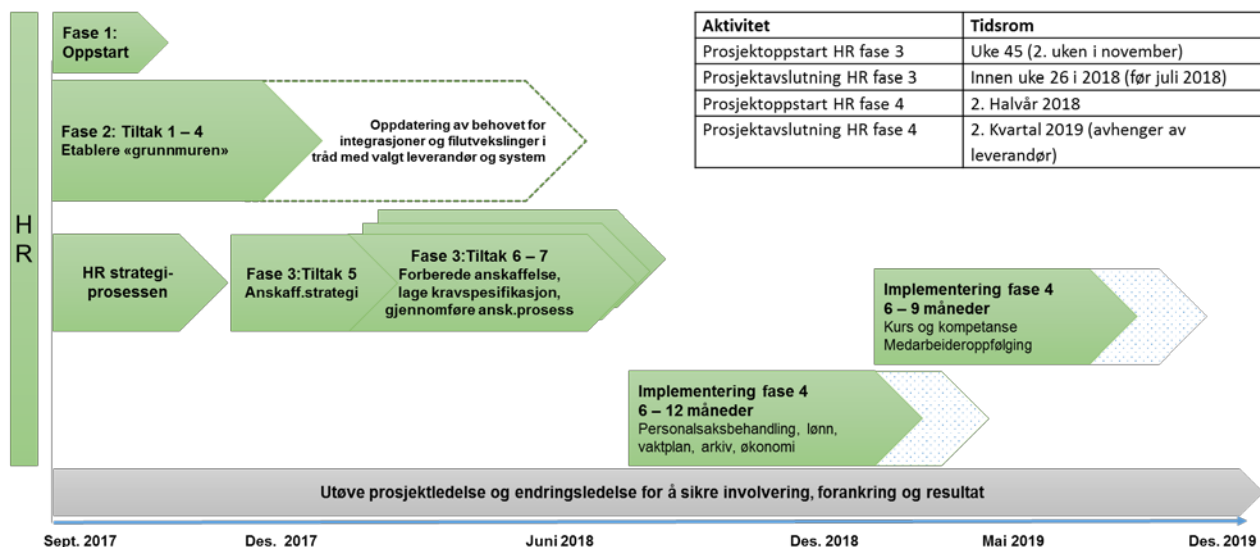 H
R
Fase 1:
Oppstart
Fase 2: Tiltak 1 – 4
Etablere «grunnmuren»
Oppdatering av behovet for
integrasjoner og filutvekslinger i
tråd med valgt leverandør og system
Aktivitet Tidsrom
Prosjektoppstart HR fase 3 Uke 45 (2. uken i november)
Prosjektavslutning HR fase 3 Innen uke 26 i 2018 (før juli 2018)
Prosjektoppstart HR fase 4 2. Halvår 2018
Prosjektavslutning HR fase 4 2. Kvartal 2019 (avhenger av
leverandør)
HR strategi-
prosessen
Fase 3:Tiltak 5
Anskaff.strategi
Fase 3:Tiltak 6 – 7
Forberede anskaffelse,
lage kravspesifikasjon,
gjennomføre ansk.prosess
Implementering fase 4
6 – 9 måneder
Kurs og kompetanse
Medarbeideroppfølging
Implementering fase 4
6 – 12 måneder
Personalsaksbehandling, lønn,
vaktplan, arkiv, økonomi
Utøve prosjektledelse og endringsledelse for å sikre involvering, forankring og resultat
Sept. 2017 Des. 2017 Juni 2018 Des. 2018 Mai 2019 Des. 2019